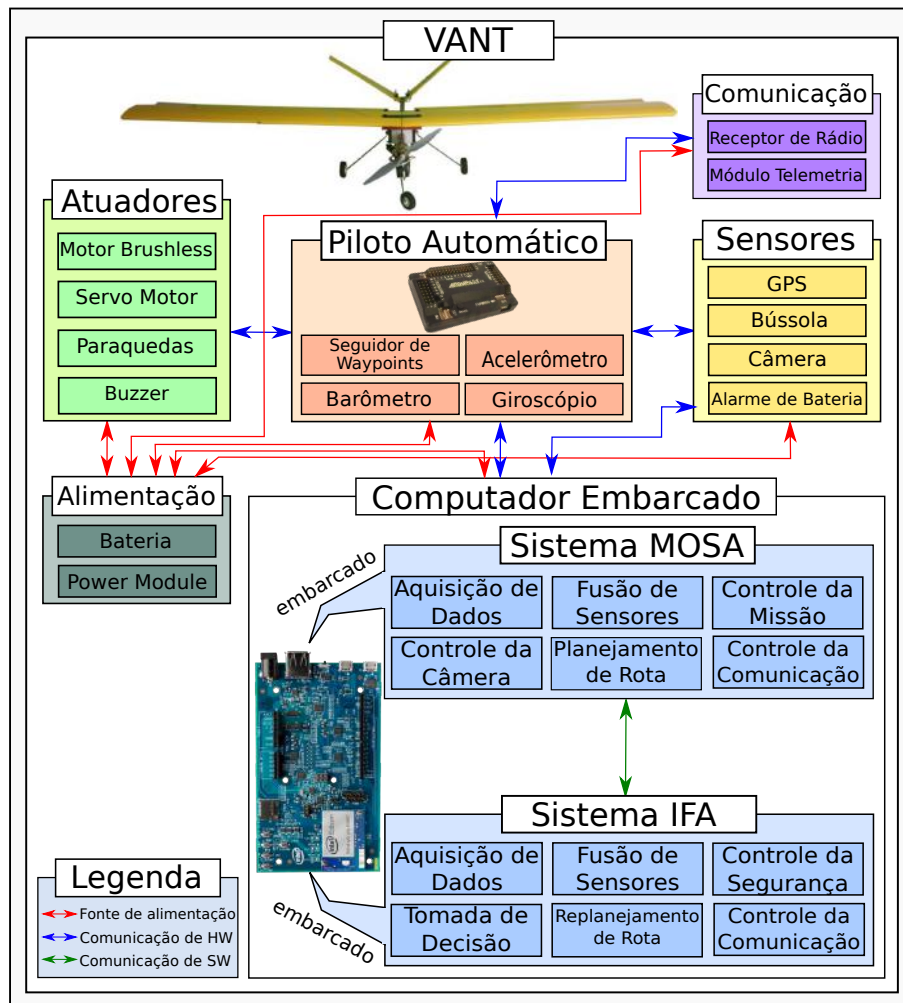 VANT
Comunicação
Receptor de Rádio
Módulo Telemetria
Atuadores
Motor Brushless
Servo Motor
Paraquedas
Buzzer
Piloto Automático
Seguidor de
Waypoints
Acelerômetro
Barômetro
Giroscópio
Sensores
GPS
Bússola
Câmera
Alarme de Bateria
Alimentação
Bateria
Power Module
Computador Embarcado
Sistema MOSA
embarcado
Aquisição de
Dados
Fusão de
Sensores
Controle da
Missão
Controle da
Câmera
Planejamento
de Rota
Controle da
Comunicação
Sistema IFA
embarcado
Aquisição de
Dados
Fusão de
Sensores
Controle da
Segurança
Tomada de
Decisão
Replanejamento
de Rota
Controle da
Comunicação
Legenda
Fonte de alimentação
Comunicação de HW
Comunicação de SW